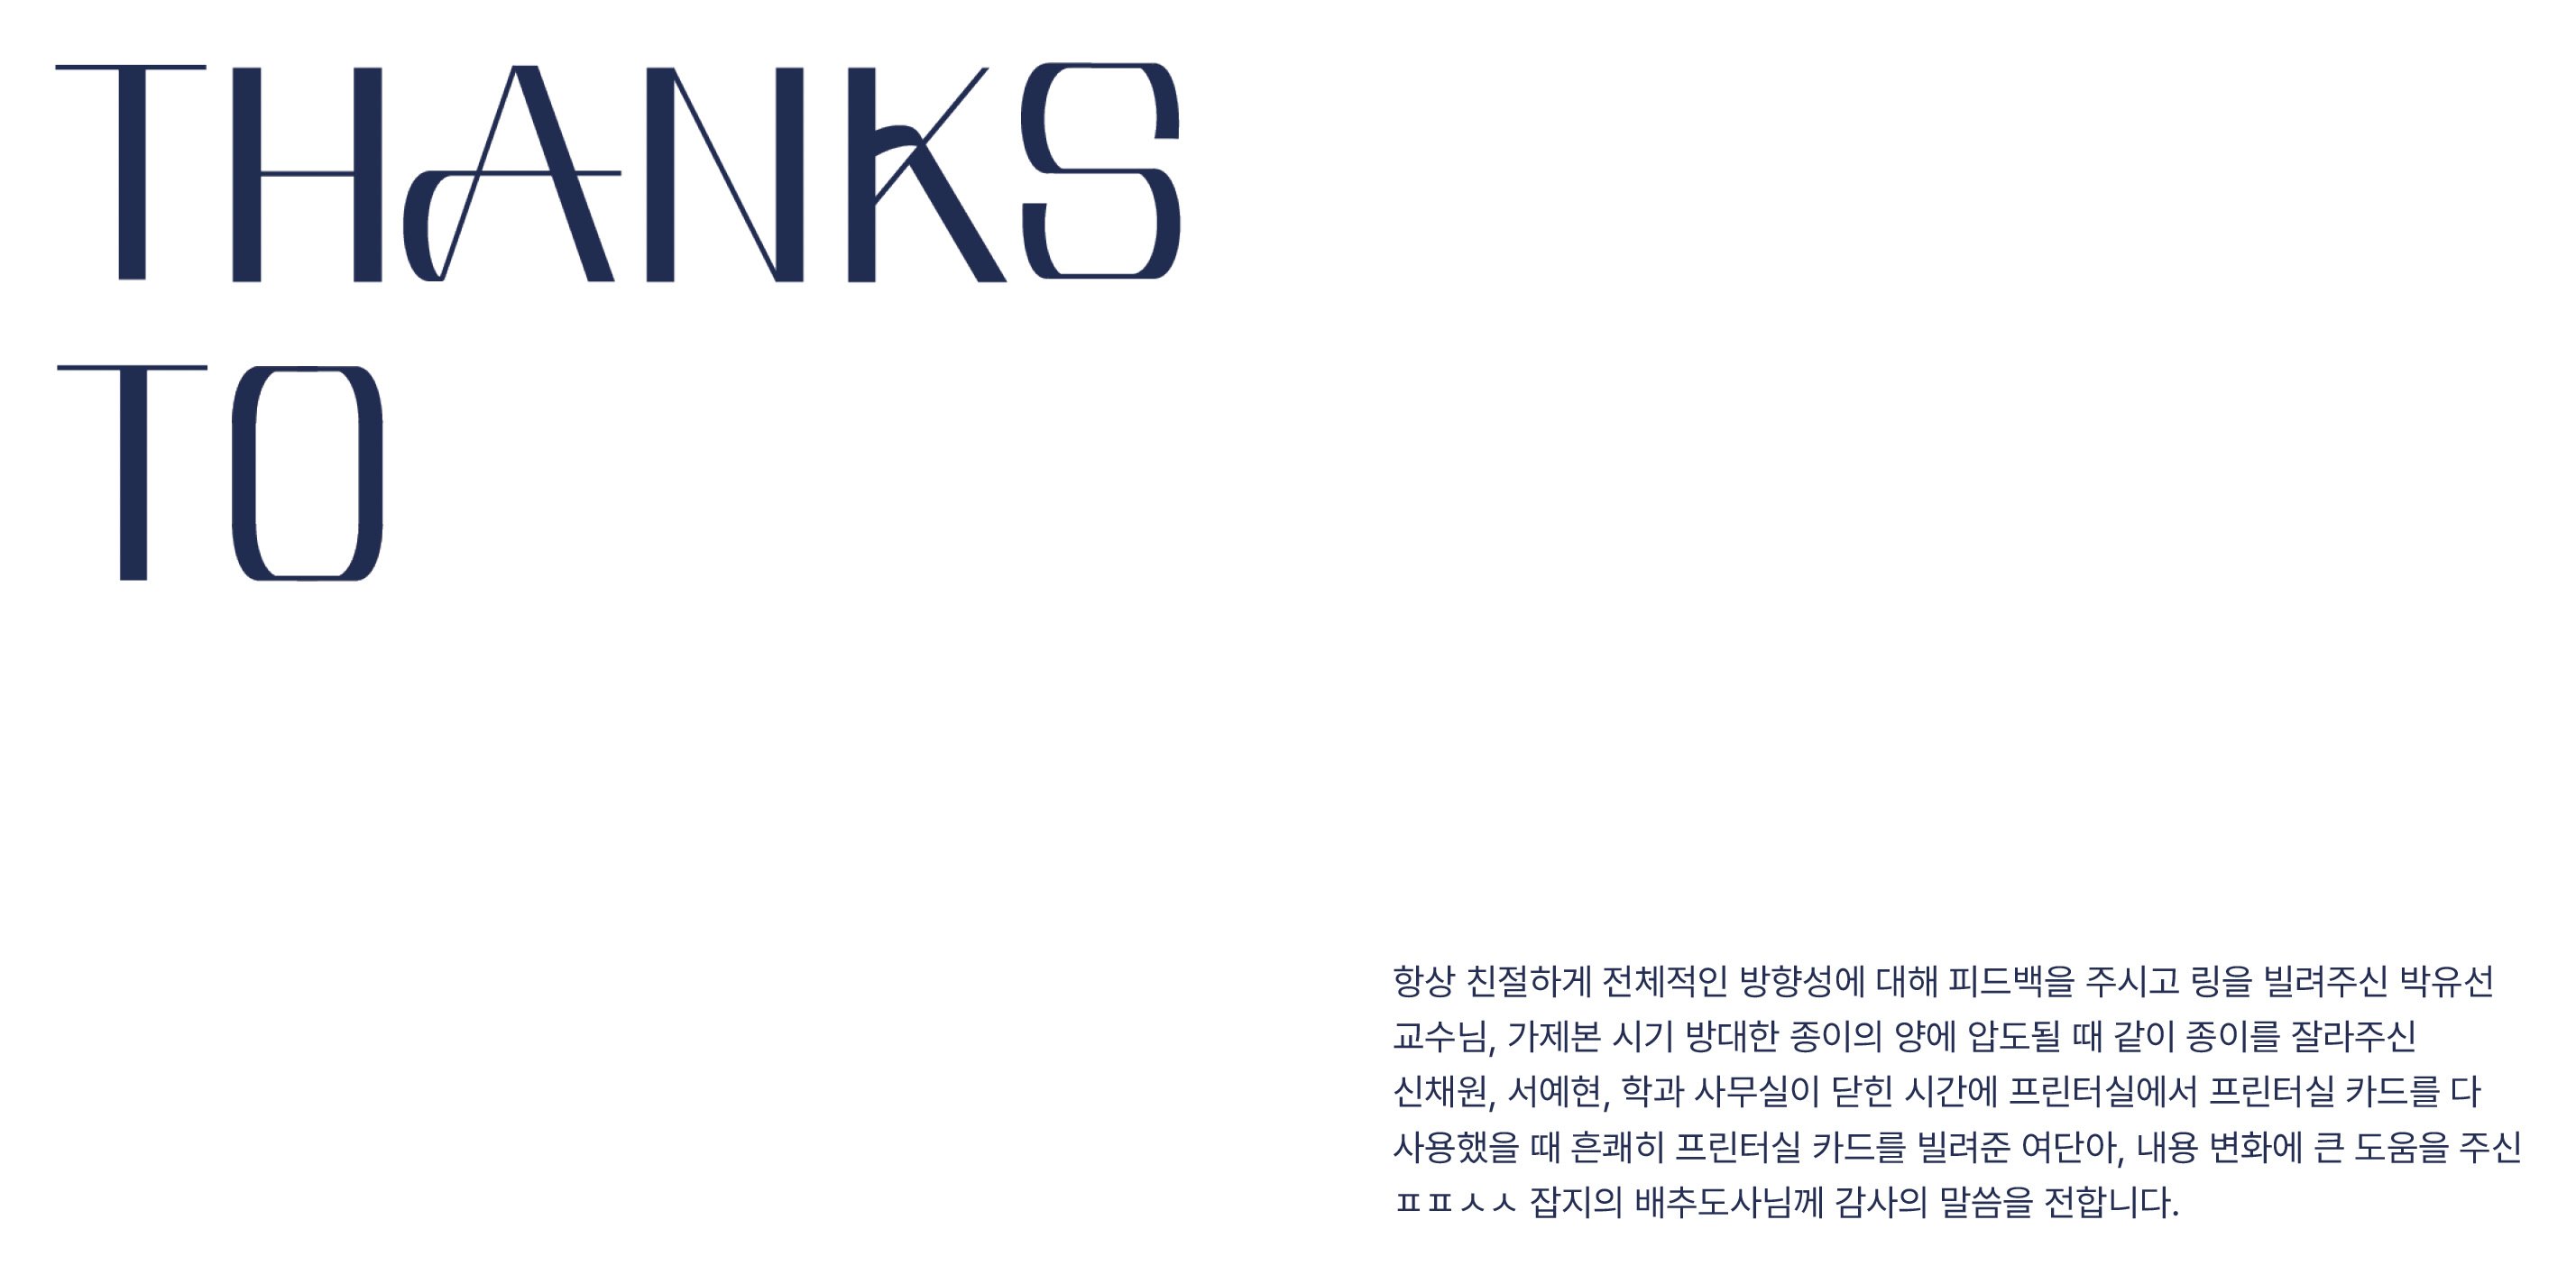 THANKS
TO
항상 친절하게 전체적인 방향성에 대해 피드백을 주시고 링을 빌려주신 박유선
교수님, 가제본 시기 방대한 종이의 양에 압도될 때 같이 종이를 잘라주신
신채원, 서예현, 학과 사무실이 닫힌 시간에 프린터실에서 프린터실 카드를 다
사용했을 때 흔쾌히 프린터실 카드를 빌려준 여단아, 내용 변화에 큰 도움을 주신
ㅍㅍㅅㅅ 잡지의 배추도사님께 감사의 말씀을 전합니다.